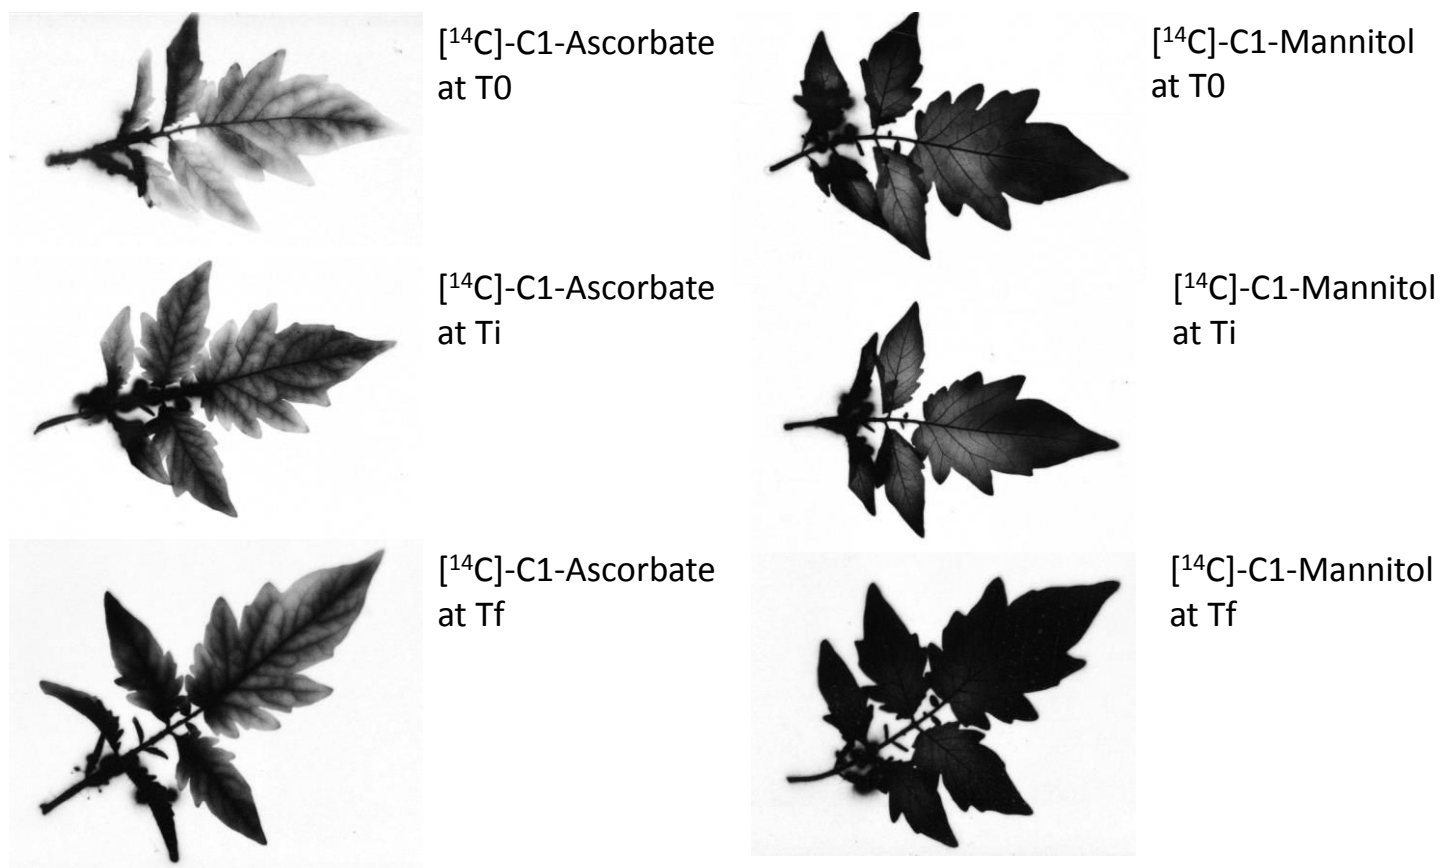 [¹⁴C]-C1-Ascorbate
at T0
[¹⁴C]-C1-Mannitol
at T0
[¹⁴C]-C1-Ascorbate
at Ti
[¹⁴C]-C1-Mannitol
at Ti
[¹⁴C]-C1-Ascorbate
at Tf
[¹⁴C]-C1-Mannitol
at Tf